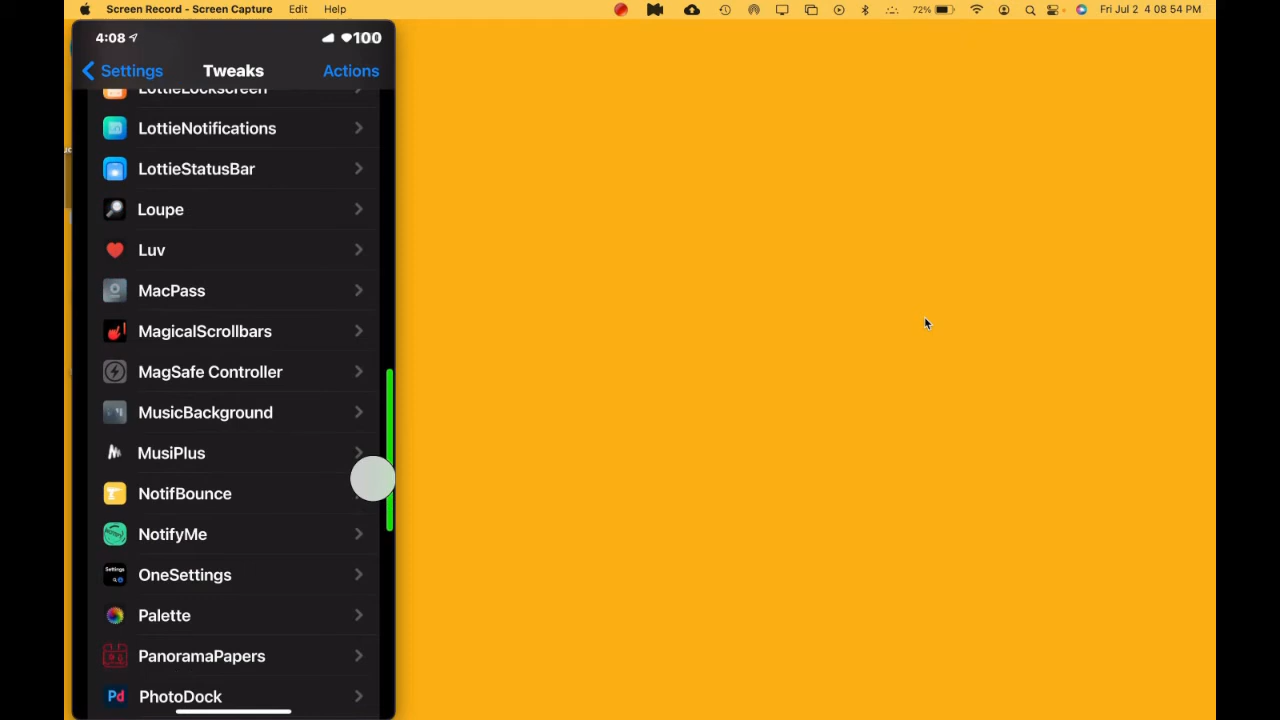 Screen Record - Screen Capture Edit Help 72% Fri Jul 2 4 08 54 PM
4:08 100
Settings Tweaks Actions
LottieLockscreen
LottieNotifications
LottieStatusBar
Loupe
Luv
MacPass
MagicalScrollbars
MagSafe Controller
MusicBackground
MusiPlus
NotifBounce
NotifyMe
OneSettings
Palette
PanoramaPapers
PhotoDock